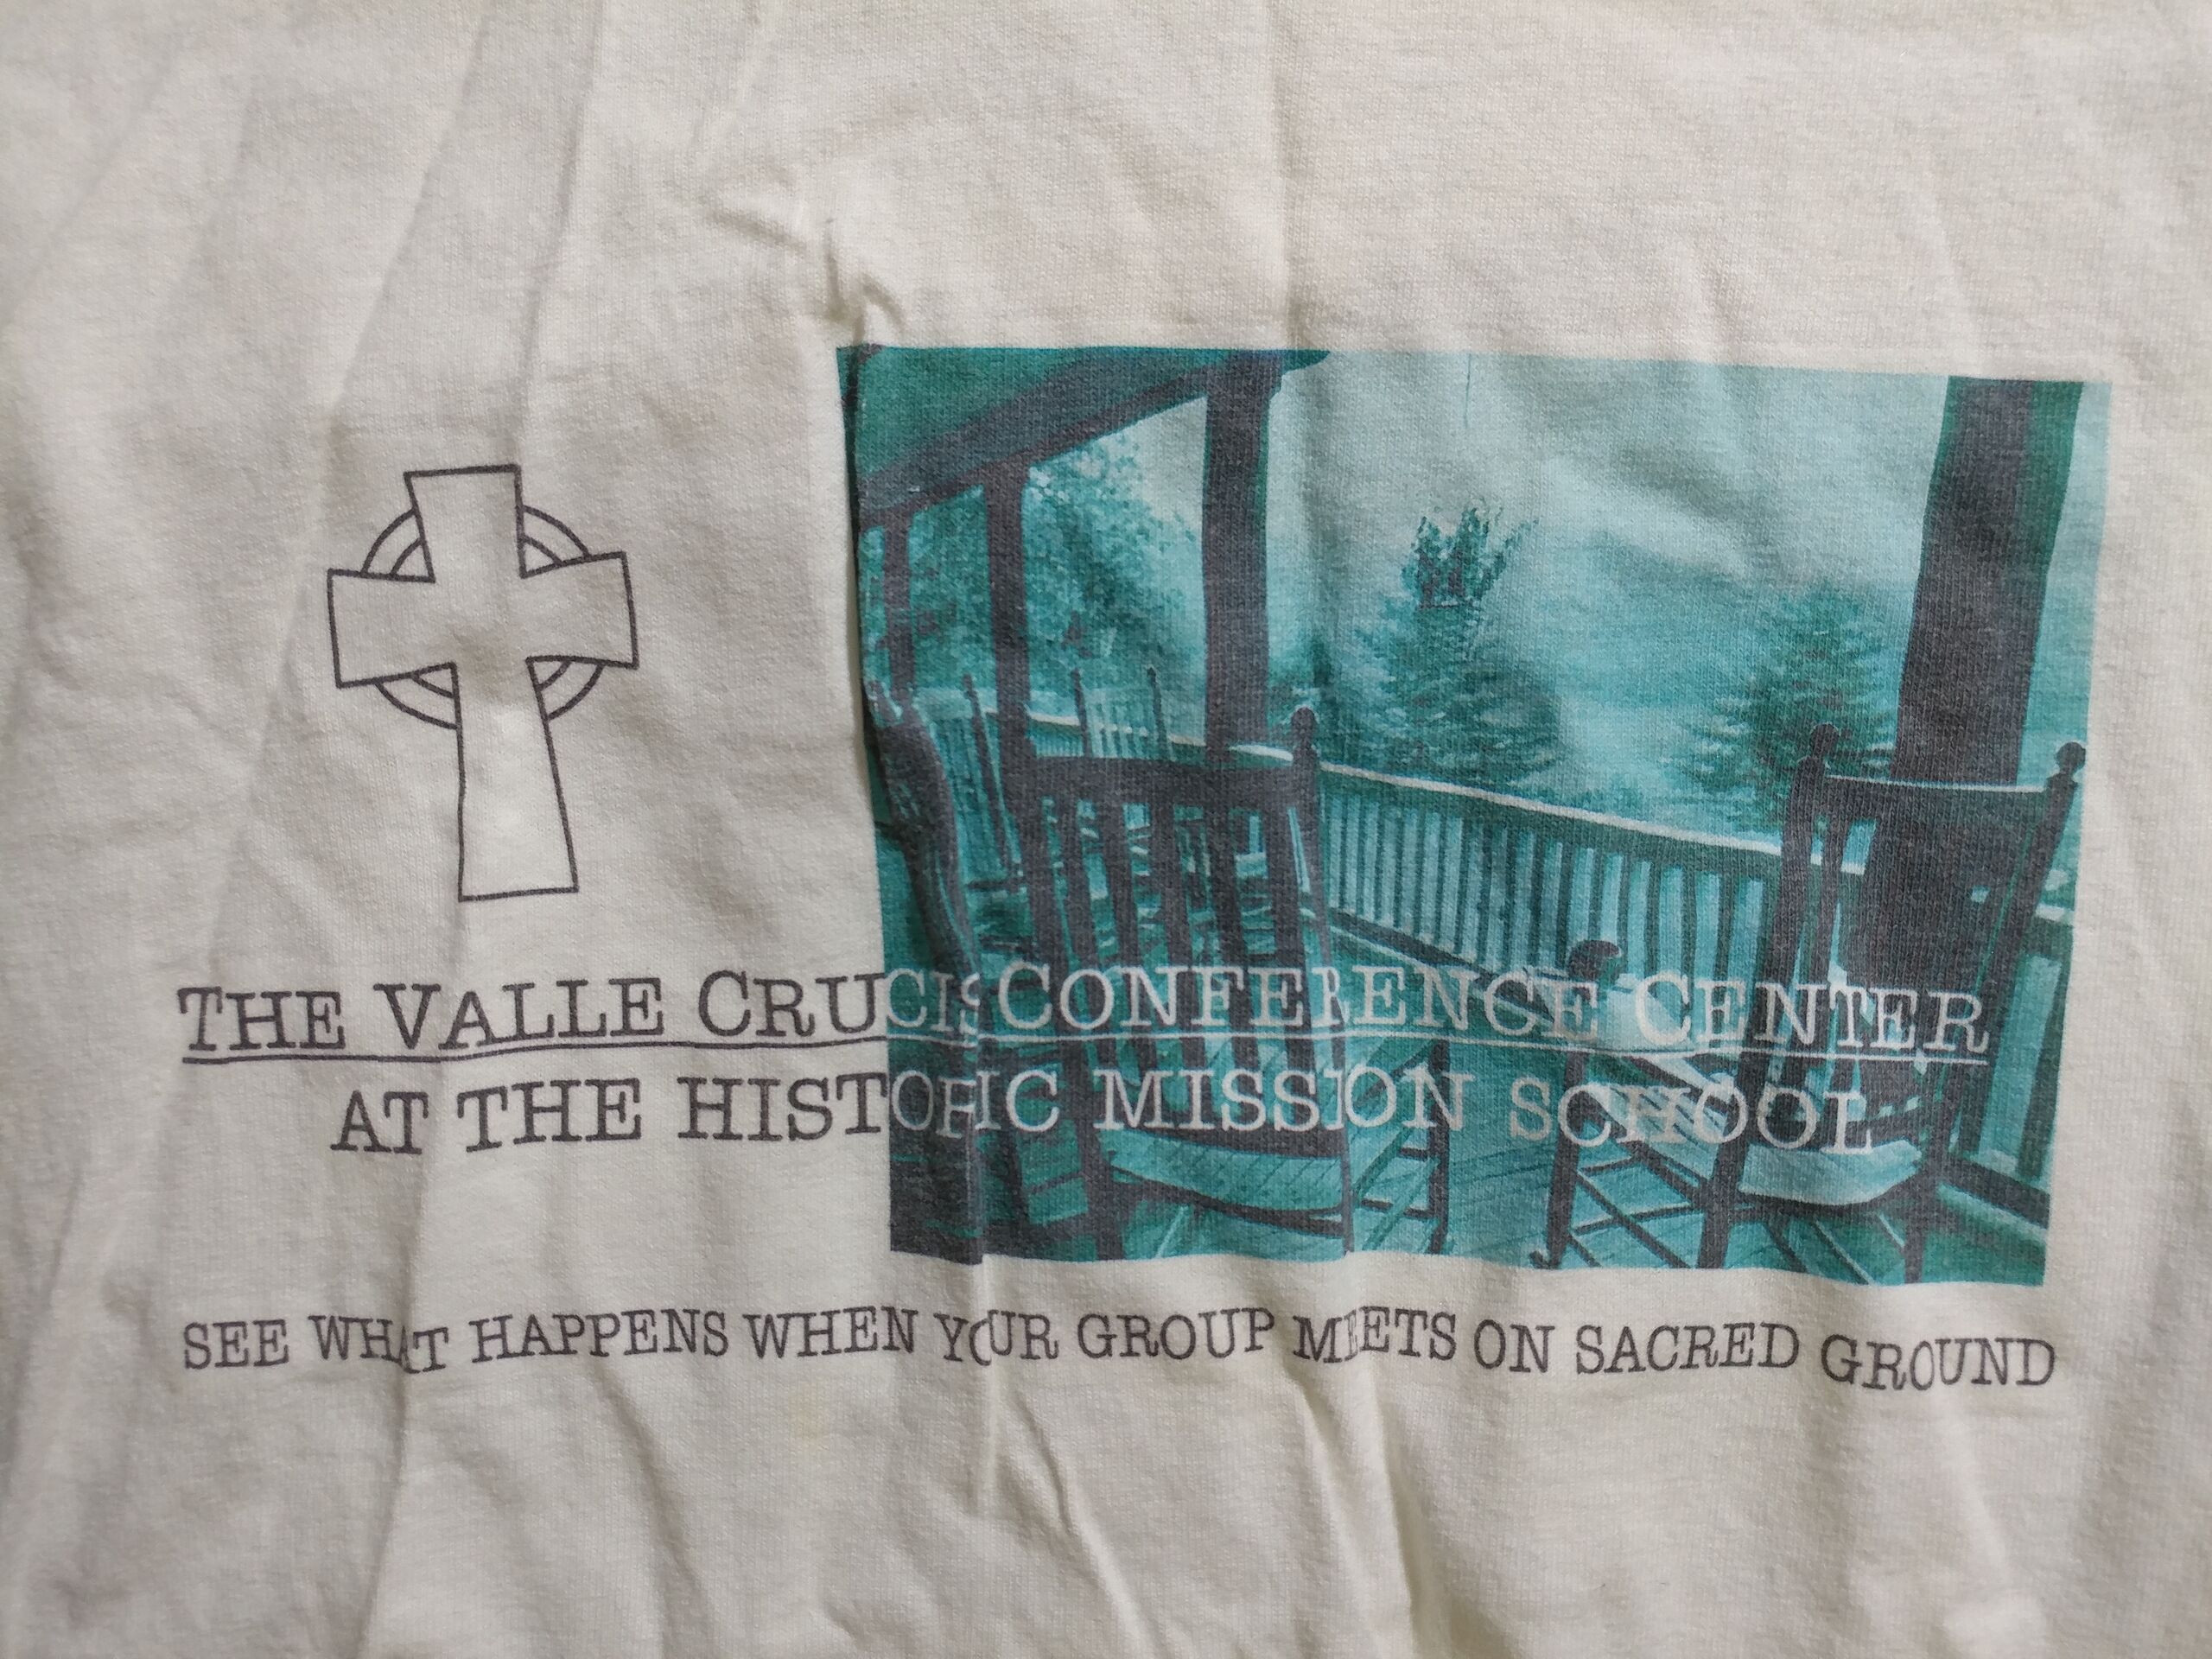 THE VALLE CRUCIS CONFERENCE CENTER
AT THE HISTORIC MISSION SCHOOL
SEE WHAT HAPPENS WHEN YOUR GROUP MEETS ON SACRED GROUND